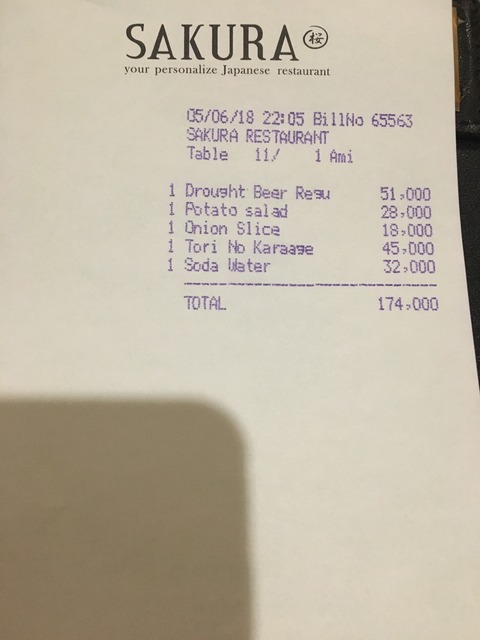 SAKURA 桜
your personalize Japanese restaurant
05/06/18 22:05 BillNo 65563
SAKURA RESTAURANT
Table 11/ 1 Ami
1 Drought Beer Regu 51,000
1 Potato salad 28,000
1 Onion Slice 18,000
1 Tori No Karaage 45,000
1 Soda Water 32,000
TOTAL 174,000